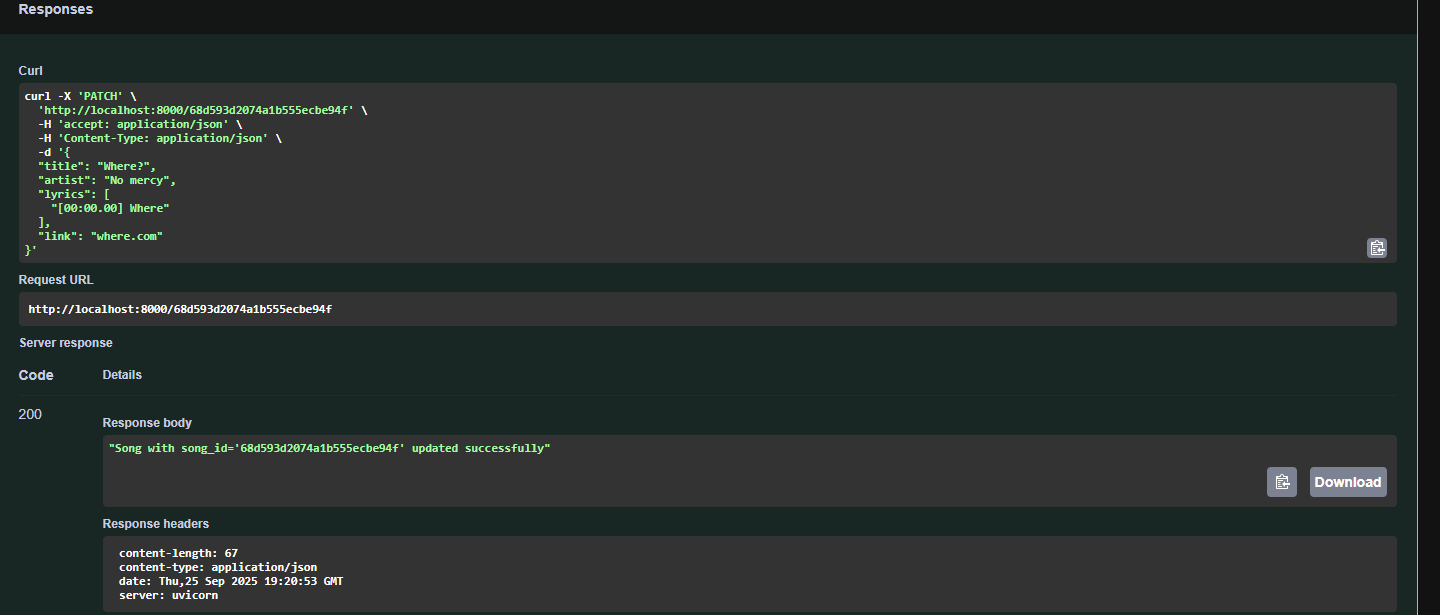 Responses
Curl
curl -X 'PATCH' \
  'http://localhost:8000/68d593d2074a1b555ecbe94f' \
  -H 'accept: application/json' \
  -H 'Content-Type: application/json' \
  -d '{
  "title": "Where?",
  "artist": "No mercy",
  "lyrics": [
    "[00:00.00] Where"
  ],
  "link": "where.com"
}'
Request URL
http://localhost:8000/68d593d2074a1b555ecbe94f
Server response
Code Details
200
Response body
"Song with song_id='68d593d2074a1b555ecbe94f' updated successfully"
Download
Response headers
content-length: 67
content-type: application/json
date: Thu,25 Sep 2025 19:20:53 GMT
server: uvicorn